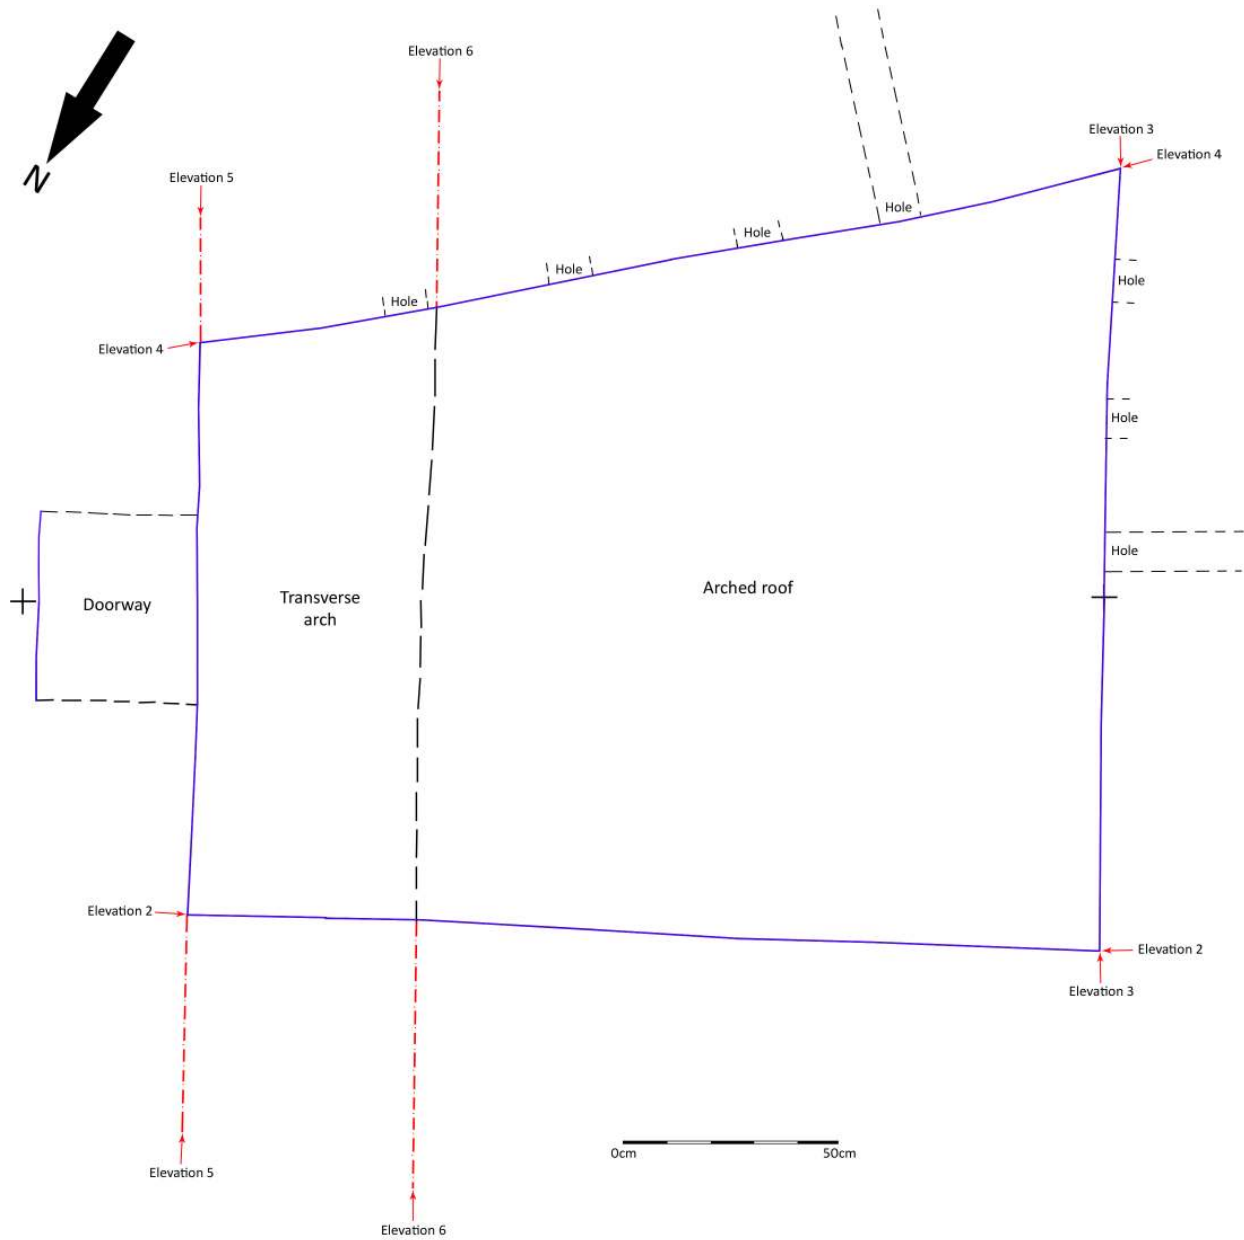 Elevation 6
Elevation 3
Elevation 4
N
Elevation 5
Hole
Hole
Hole
Hole
Hole
Elevation 4
Hole
Hole
Arched roof
Doorway
Transverse
arch
Elevation 2
Elevation 2
Elevation 3
0cm
50cm
Elevation 5
Elevation 6